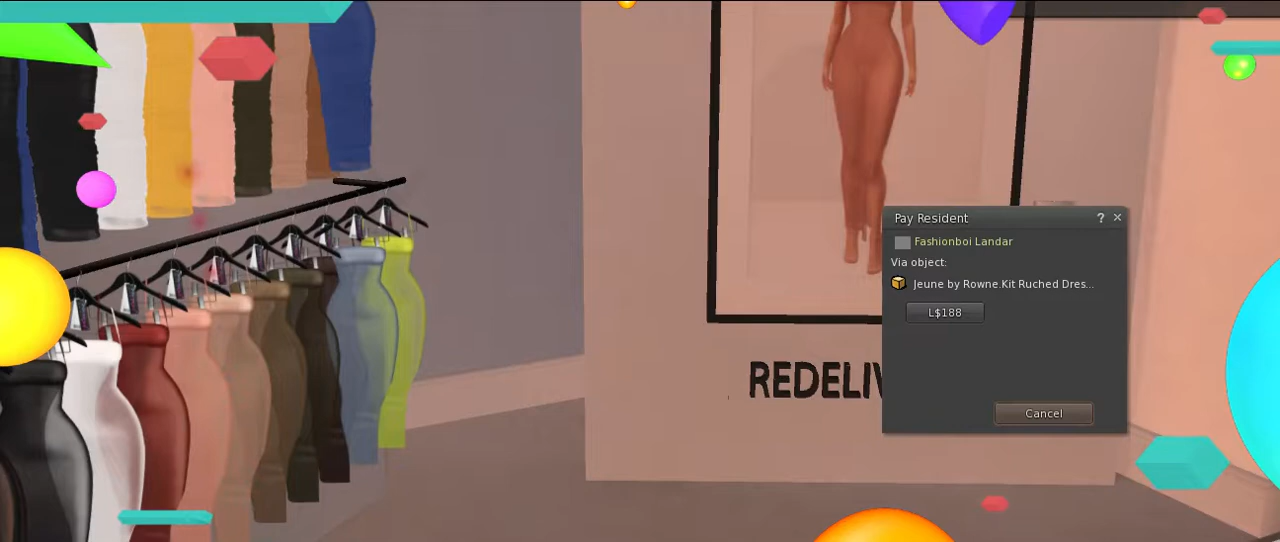 Pay Resident ? ×
Fashionboi Landar
Via object:
Jeune by Rowne.Kit Ruched Dres...
L$188
REDELIV
Cancel